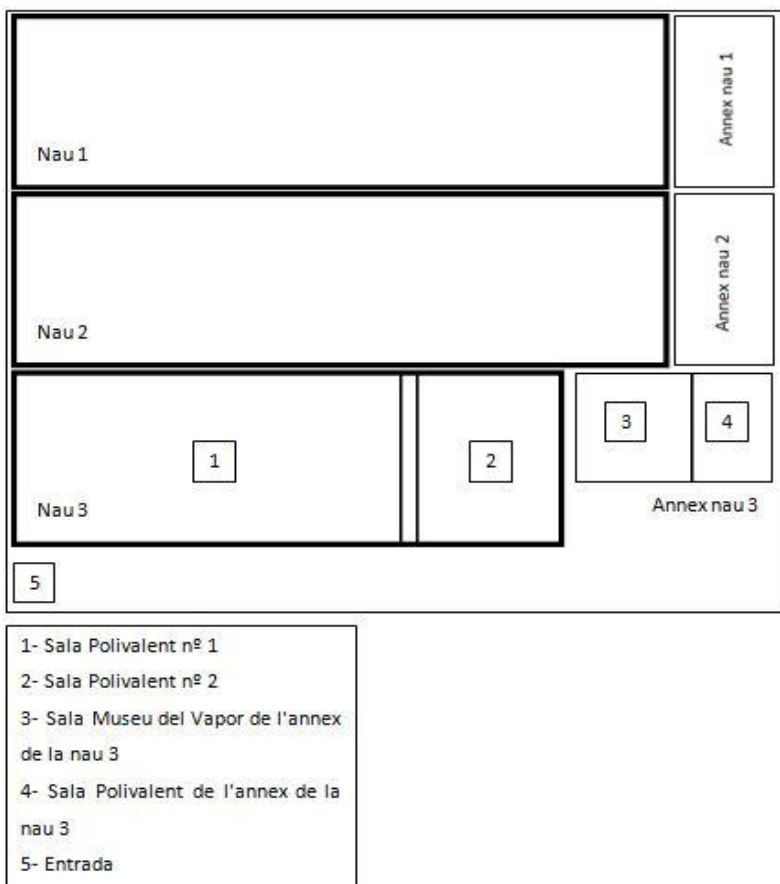 Annex nau 1
Nau 1
Annex nau 2
Nau 2
1
2
3
4
Nau 3
Annex nau 3
5
1- Sala Polivalent nº 1
2- Sala Polivalent nº 2
3- Sala Museu del Vapor de l'annex
de la nau 3
4- Sala Polivalent de l'annex de la
nau 3
5- Entrada